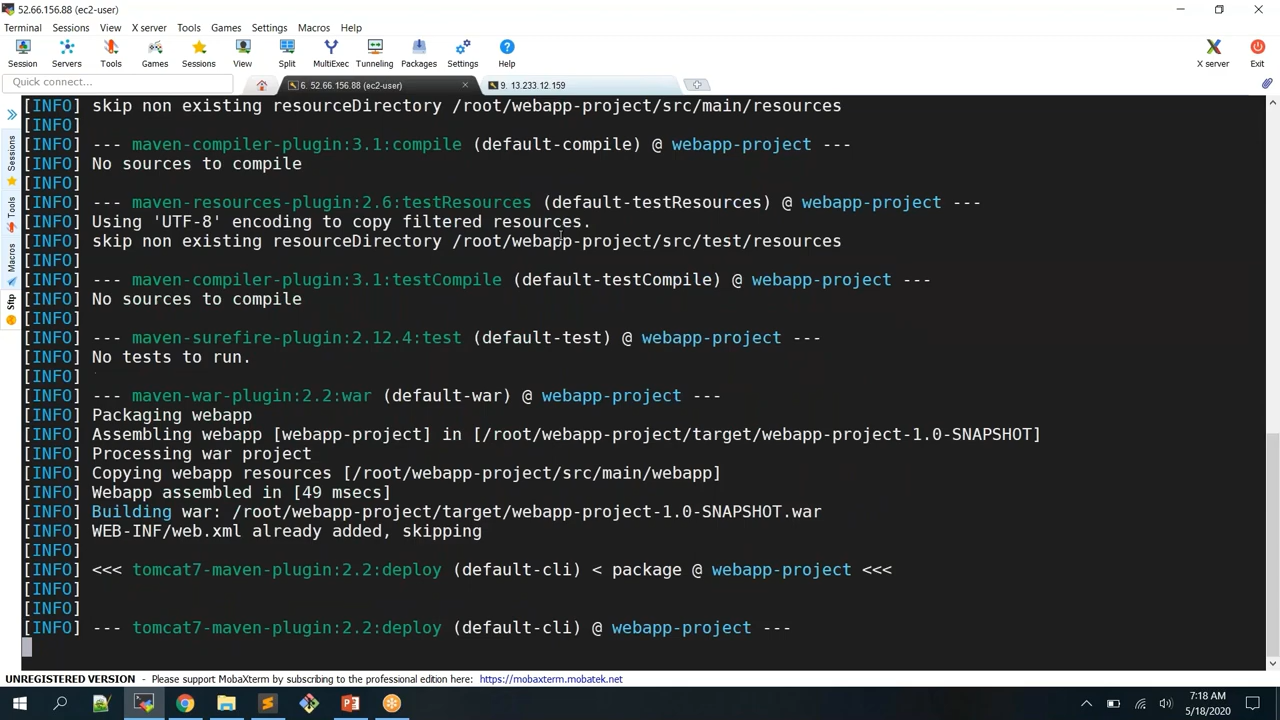 52.66.156.88 (ec2-user)
Terminal Sessions View X server Tools Games Settings Macros Help
Session Servers Tools Games Sessions View Split MultiExec Tunneling Packages Settings Help X server Exit
Quick connect...
6. 52.66.156.88 (ec2-user)
9. 13.233.12.159
Sessions
Tools
Macros
Sftp
[INFO] skip non existing resourceDirectory /root/webapp-project/src/main/resources
[INFO]
[INFO] --- maven-compiler-plugin:3.1:compile (default-compile) @ webapp-project ---
[INFO] No sources to compile
[INFO]
[INFO] --- maven-resources-plugin:2.6:testResources (default-testResources) @ webapp-project ---
[INFO] Using 'UTF-8' encoding to copy filtered resources.
[INFO] skip non existing resourceDirectory /root/webapp-project/src/test/resources
[INFO]
[INFO] --- maven-compiler-plugin:3.1:testCompile (default-testCompile) @ webapp-project ---
[INFO] No sources to compile
[INFO]
[INFO] --- maven-surefire-plugin:2.12.4:test (default-test) @ webapp-project ---
[INFO] No tests to run.
[INFO]
[INFO] --- maven-war-plugin:2.2:war (default-war) @ webapp-project ---
[INFO] Packaging webapp
[INFO] Assembling webapp [webapp-project] in [/root/webapp-project/target/webapp-project-1.0-SNAPSHOT]
[INFO] Processing war project
[INFO] Copying webapp resources [/root/webapp-project/src/main/webapp]
[INFO] Webapp assembled in [49 msecs]
[INFO] Building war: /root/webapp-project/target/webapp-project-1.0-SNAPSHOT.war
[INFO] WEB-INF/web.xml already added, skipping
[INFO]
[INFO] <<< tomcat7-maven-plugin:2.2:deploy (default-cli) < package @ webapp-project <<<
[INFO]
[INFO]
[INFO] --- tomcat7-maven-plugin:2.2:deploy (default-cli) @ webapp-project ---
UNREGISTERED VERSION - Please support MobaXterm by subscribing to the professional edition here: https://mobaxterm.mobatek.net
7:18 AM
5/18/2020